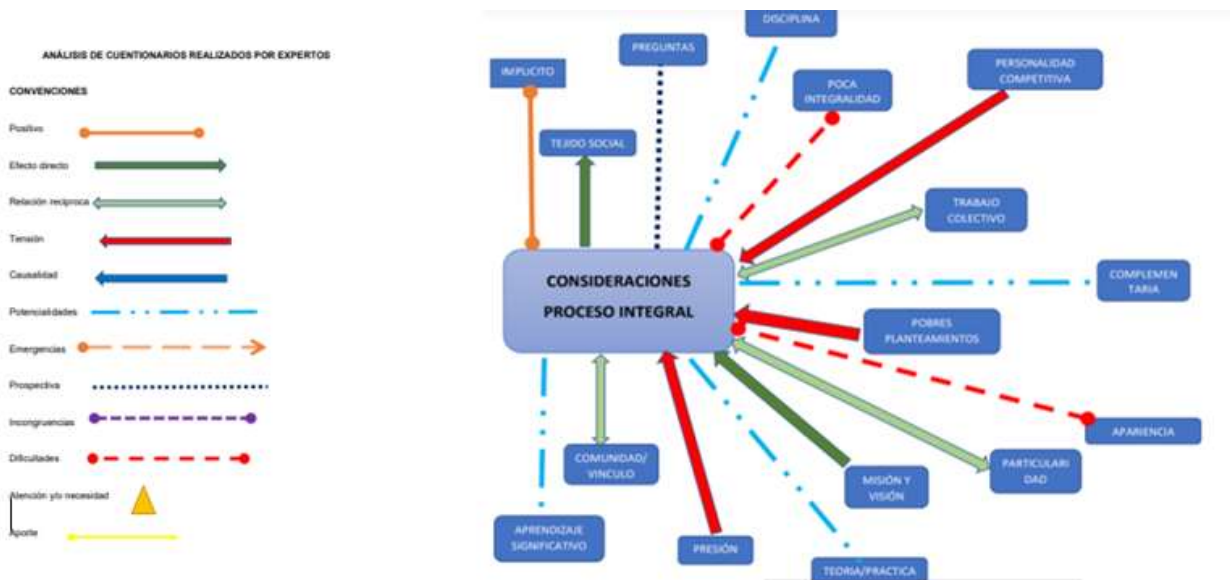 ANÁLISIS DE CUENTIONARIOS REALIZADOS POR EXPERTOS
CONVENCIONES
Positivo
Efecto directo
Relación recíproca
Tensión
Causalidad
Potencialidades
Emergencias
Prospectiva
Incongruencias
Dificultades
Atención y/o necesidad
Aporte
DISCIPLINA
PREGUNTAS
IMPLICITO
PERSONALIDAD
COMPETITIVA
POCA
INTEGRALIDAD
TEJIDO SOCIAL
TRABAJO
COLECTIVO
CONSIDERACIONES
PROCESO INTEGRAL
COMPLEMEN
TARIA
POBRES
PLANTEAMIENTOS
APARIENCIA
COMUNIDAD/
VINCULO
MISIÓN Y
VISIÓN
PARTICULARI
DAD
APRENDIZAJE
SIGNIFICATIVO
PRESIÓN
TEORIA/PRÁCTICA